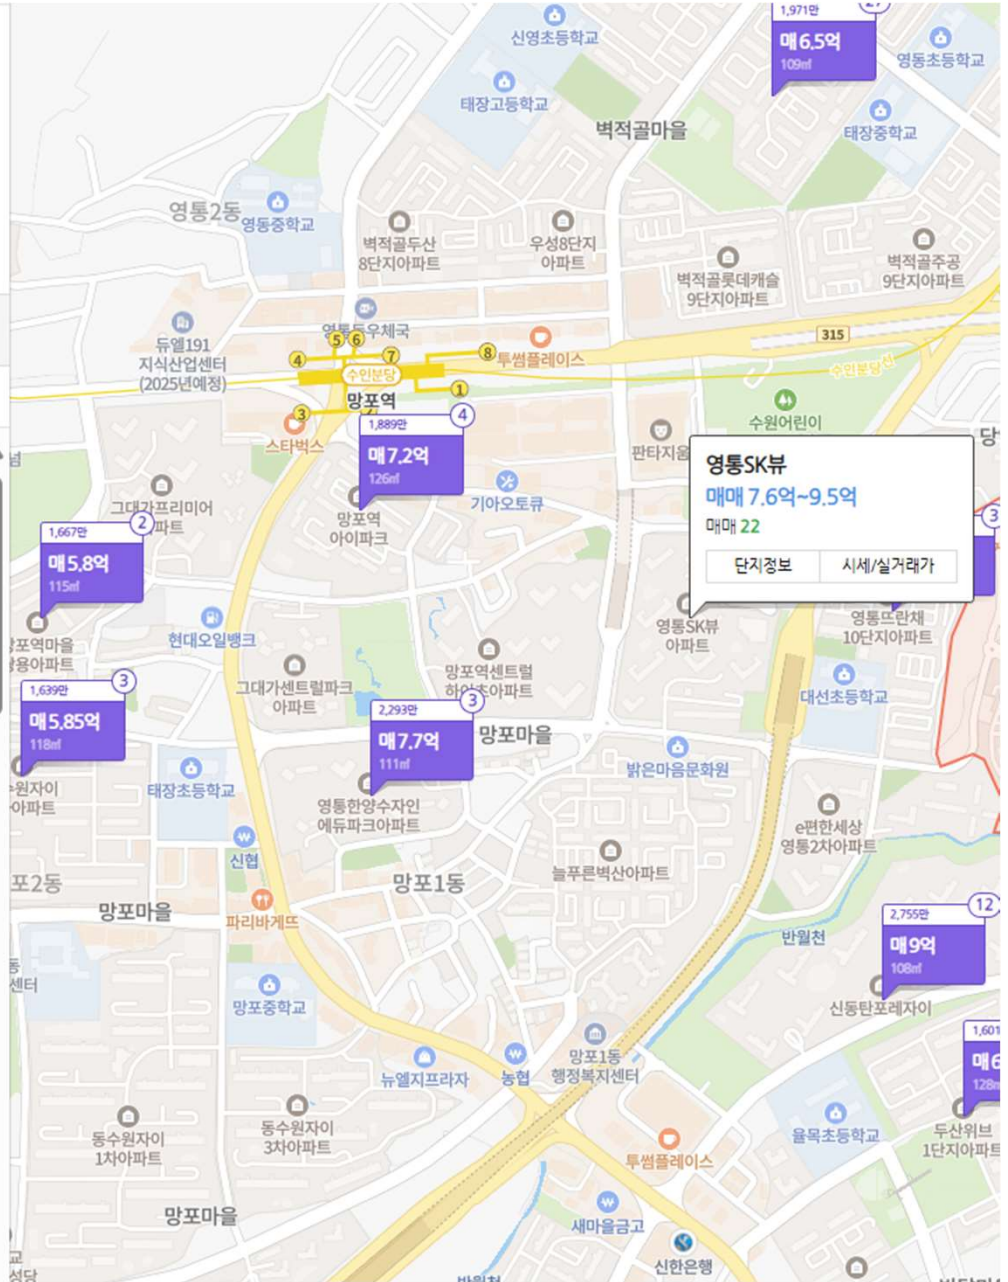 1,971만
매6.5억
109㎡
신영초등학교
영동초등학교
태장고등학교
벽적골마을
태장중학교
영통2동
영동중학교
벽적골두산
8단지아파트
우성8단지
아파트
벽적골롯데캐슬
9단지아파트
벽적골주공
9단지아파트
듀엘191
지식산업센터
(2025년예정)
5
6
4
7
8
수인분당
1
3
망포역
투썸플레이스
315
수인분당선
스타벅스
수원어린이
1,889만
4
매7.2억
126㎡
판타지움
그대가프리미어
기아오토큐
망포역
아이파크
영통SK뷰
매매 7.6억~9.5억
매매 22
단지정보
시세/실거래가
1,667만
2
매5.8억
115㎡
3
현대오일뱅크
영통SK뷰
아파트
영통뜨란채
10단지아파트
그대가센트럴파크
아파트
망포역센트럴
대선초등학교
1,639만
3
매5.85억
118㎡
2,293만
3
매7.7억
111㎡
망포마을
밝은마음문화원
태장초등학교
영통한양수자인
에듀파크아파트
e편한세상
영통2차아파트
신협
늘푸른벽산아파트
망포1동
망포마을
파리바게뜨
2,755만
12
매9억
108㎡
반월천
신동탄포레자이
망포중학교
망포1동
행정복지센터
뉴엘지프라자
농협
1,601
매6
128㎡
동수원자이
1차아파트
동수원자이
3차아파트
율목초등학교
두산위브
1단지아파트
투썸플레이스
망포마을
새마을금고
신한은행